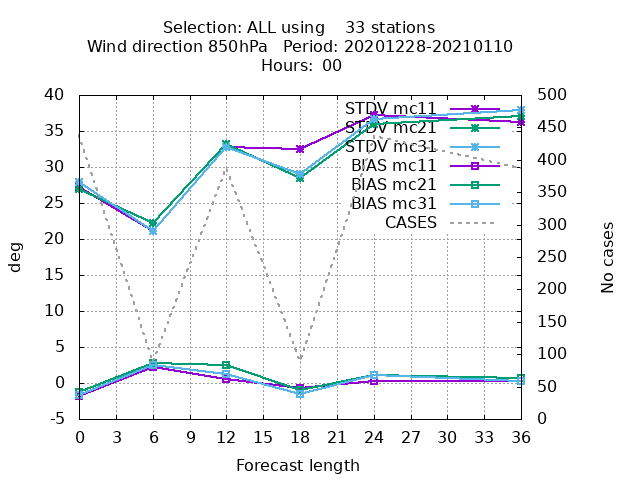 Selection: ALL using    33 stations
Wind direction 850hPa   Period: 20201228-20210110
Hours: 00
40
35
30
25
20
15
10
5
0
-5
deg
STDV mc11
STDV mc21
STDV mc31
BIAS mc11
BIAS mc21
BIAS mc31
CASES
500
450
400
350
300
250
200
150
100
50
0
No cases
0 3 6 9 12 15 18 21 24 27 30 33 36
Forecast length